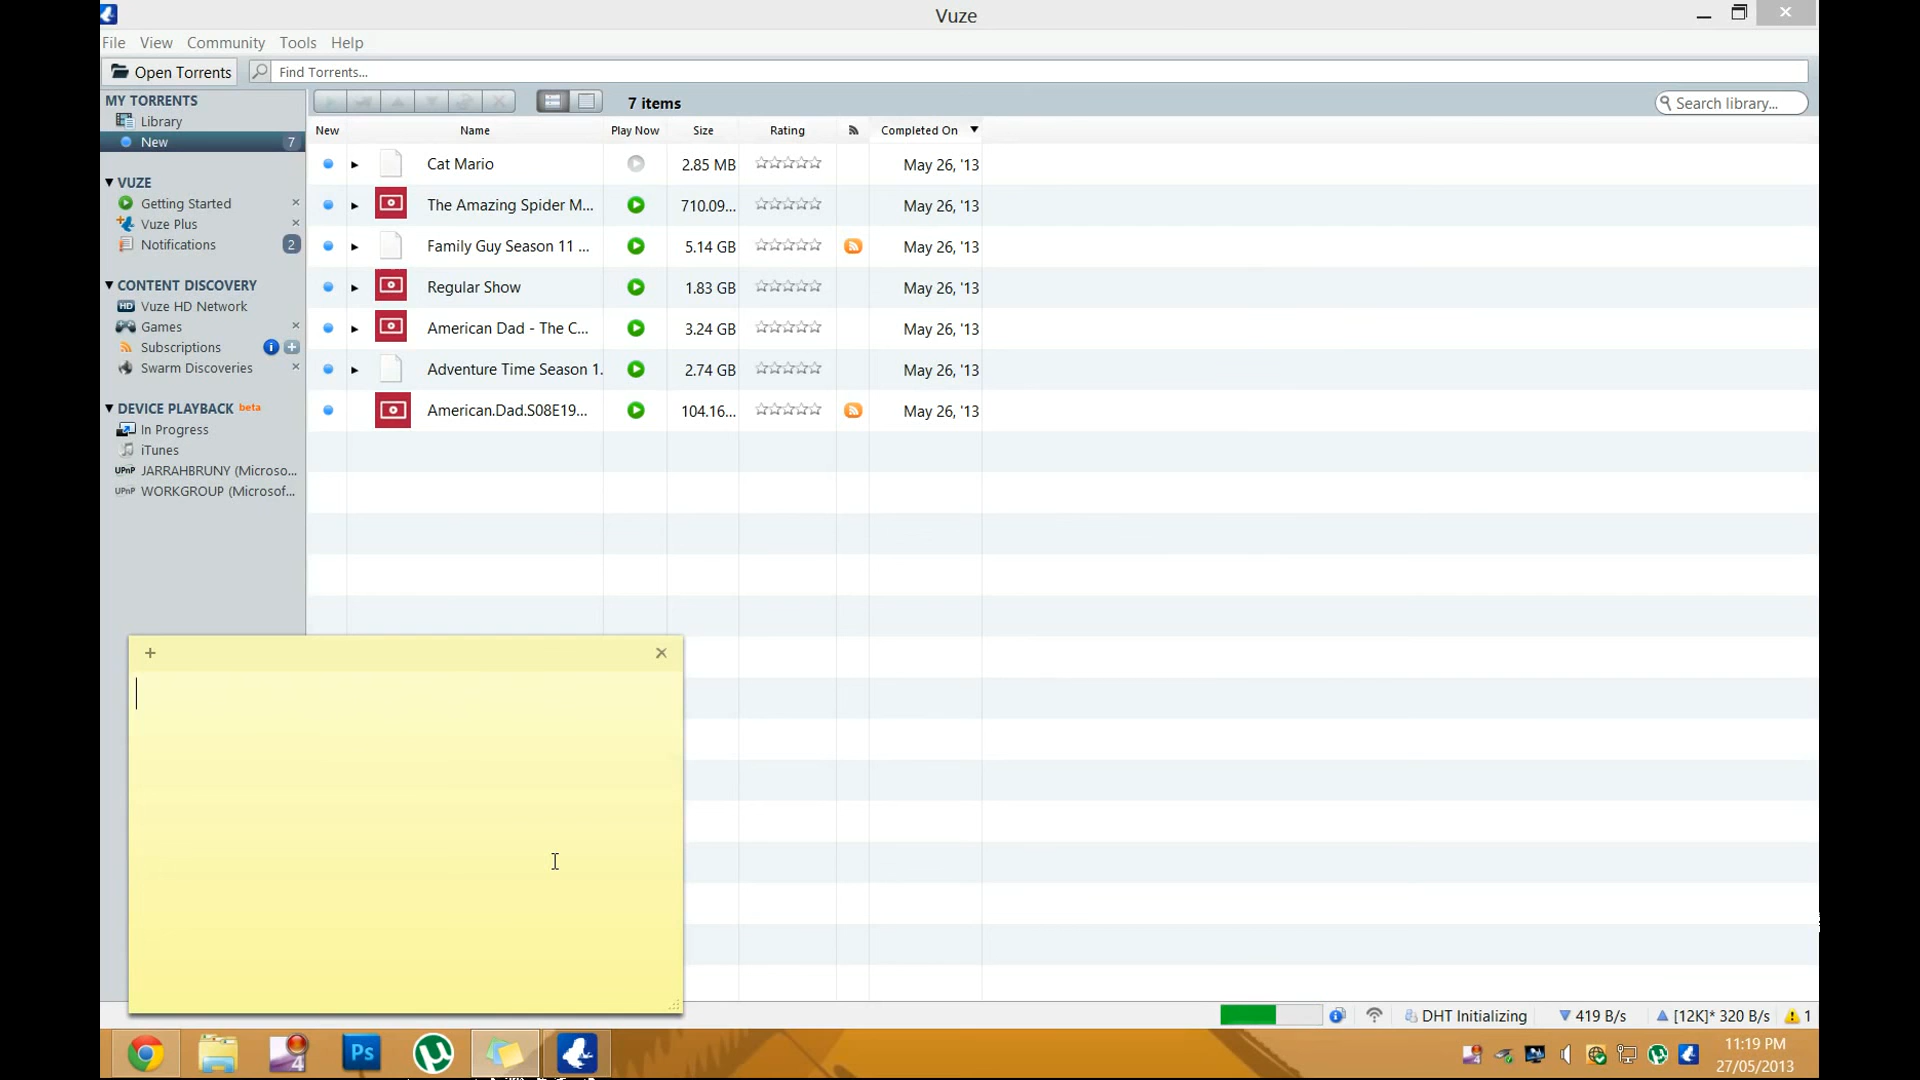 Vuze
File View Community Tools Help
Open Torrents Find Torrents...
MY TORRENTS
Library
New 7
VUZE
Getting Started
Vuze Plus
Notifications 2
CONTENT DISCOVERY
HD Vuze HD Network
Games
Subscriptions
Swarm Discoveries
DEVICE PLAYBACK beta
In Progress
iTunes
UPnP JARRAHBRUNY (Microso...
UPnP WORKGROUP (Microsof...
7 items Search library...
New Name Play Now Size Rating Completed On
Cat Mario 2.85 MB May 26, '13
The Amazing Spider M... 710.09... May 26, '13
Family Guy Season 11 ... 5.14 GB May 26, '13
Regular Show 1.83 GB May 26, '13
American Dad - The C... 3.24 GB May 26, '13
Adventure Time Season 1. 2.74 GB May 26, '13
American.Dad.S08E19... 104.16... May 26, '13
DHT Initializing 419 B/s [12K]* 320 B/s 1
4 Ps
11:19 PM
27/05/2013